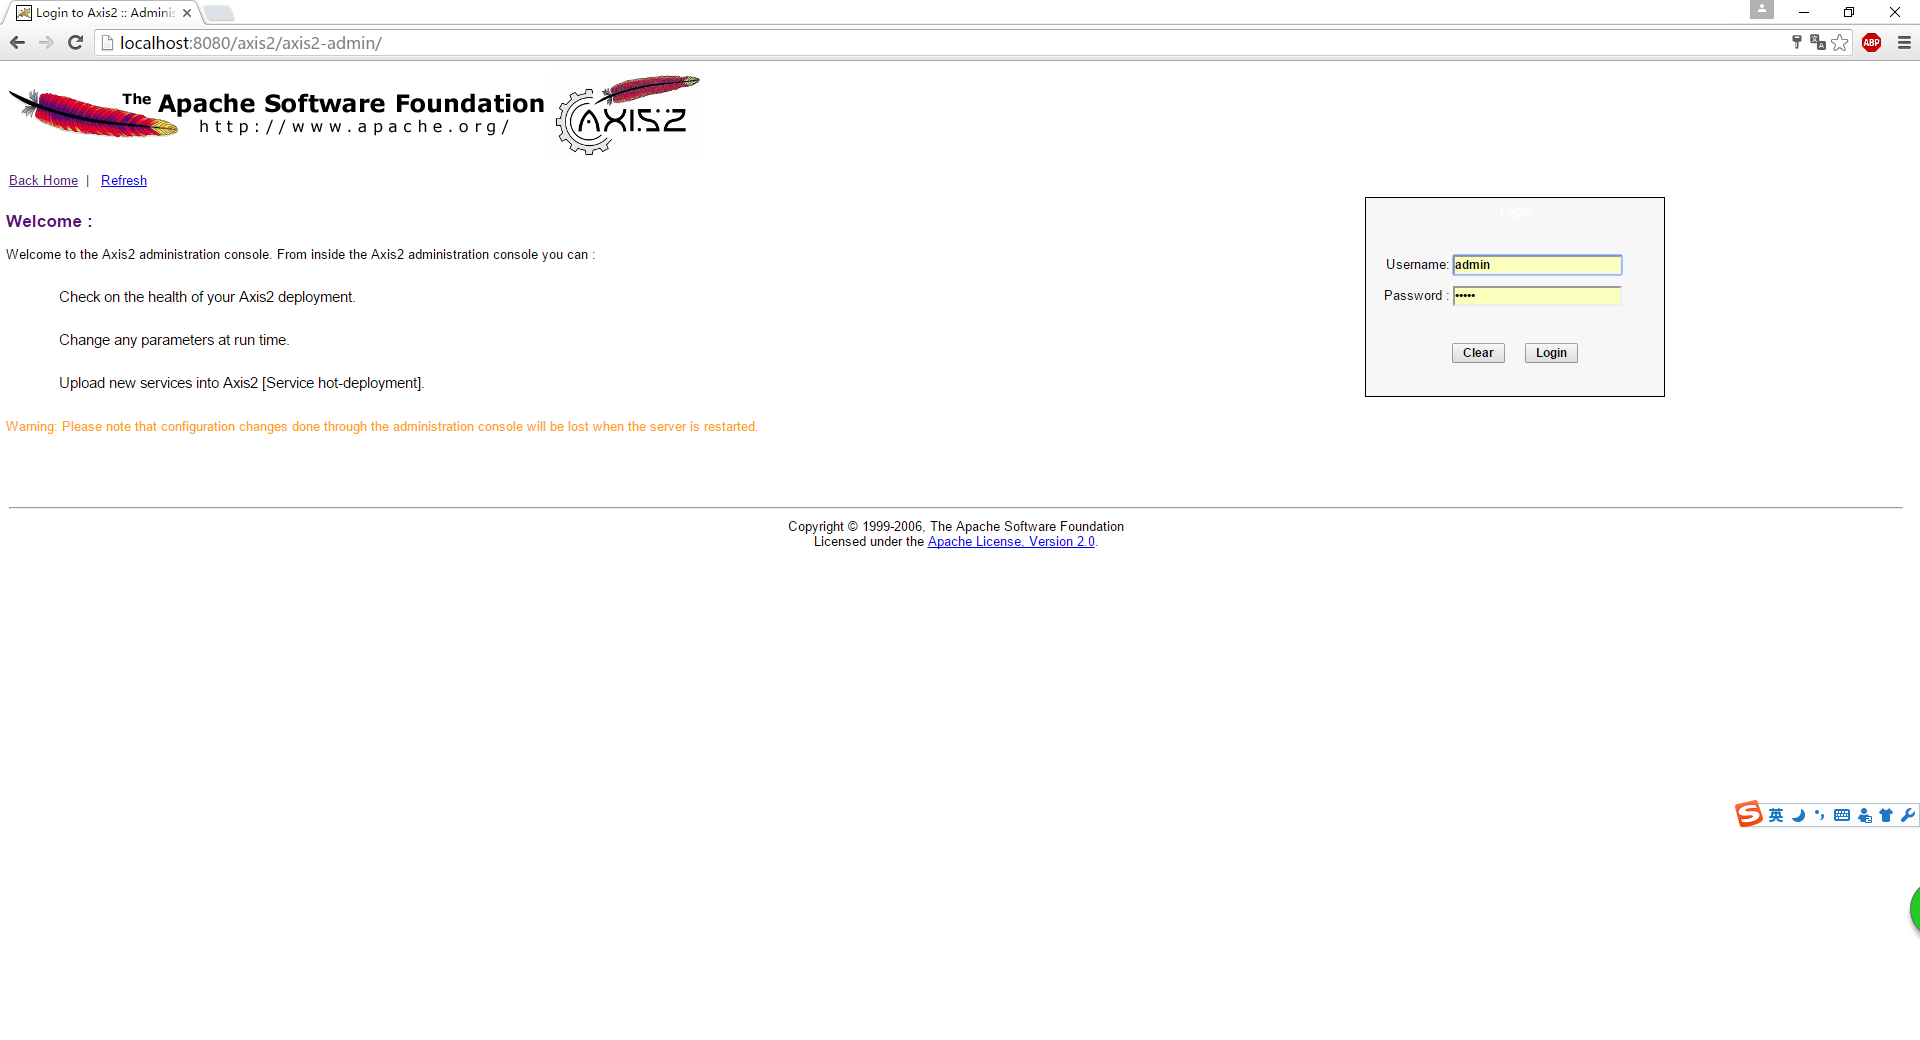 Login to Axis2 :: Adminis
localhost:8080/axis2/axis2-admin/
ABP
The Apache Software Foundation
http://www.apache.org/
AXIS2
Back Home | Refresh
Login
Welcome :
Username: admin
Welcome to the Axis2 administration console. From inside the Axis2 administration console you can :
Password : •••••
Check on the health of your Axis2 deployment.
Change any parameters at run time.
Clear Login
Upload new services into Axis2 [Service hot-deployment].
Warning: Please note that configuration changes done through the administration console will be lost when the server is restarted.
Copyright © 1999-2006, The Apache Software Foundation
Licensed under the Apache License, Version 2.0.
S 英